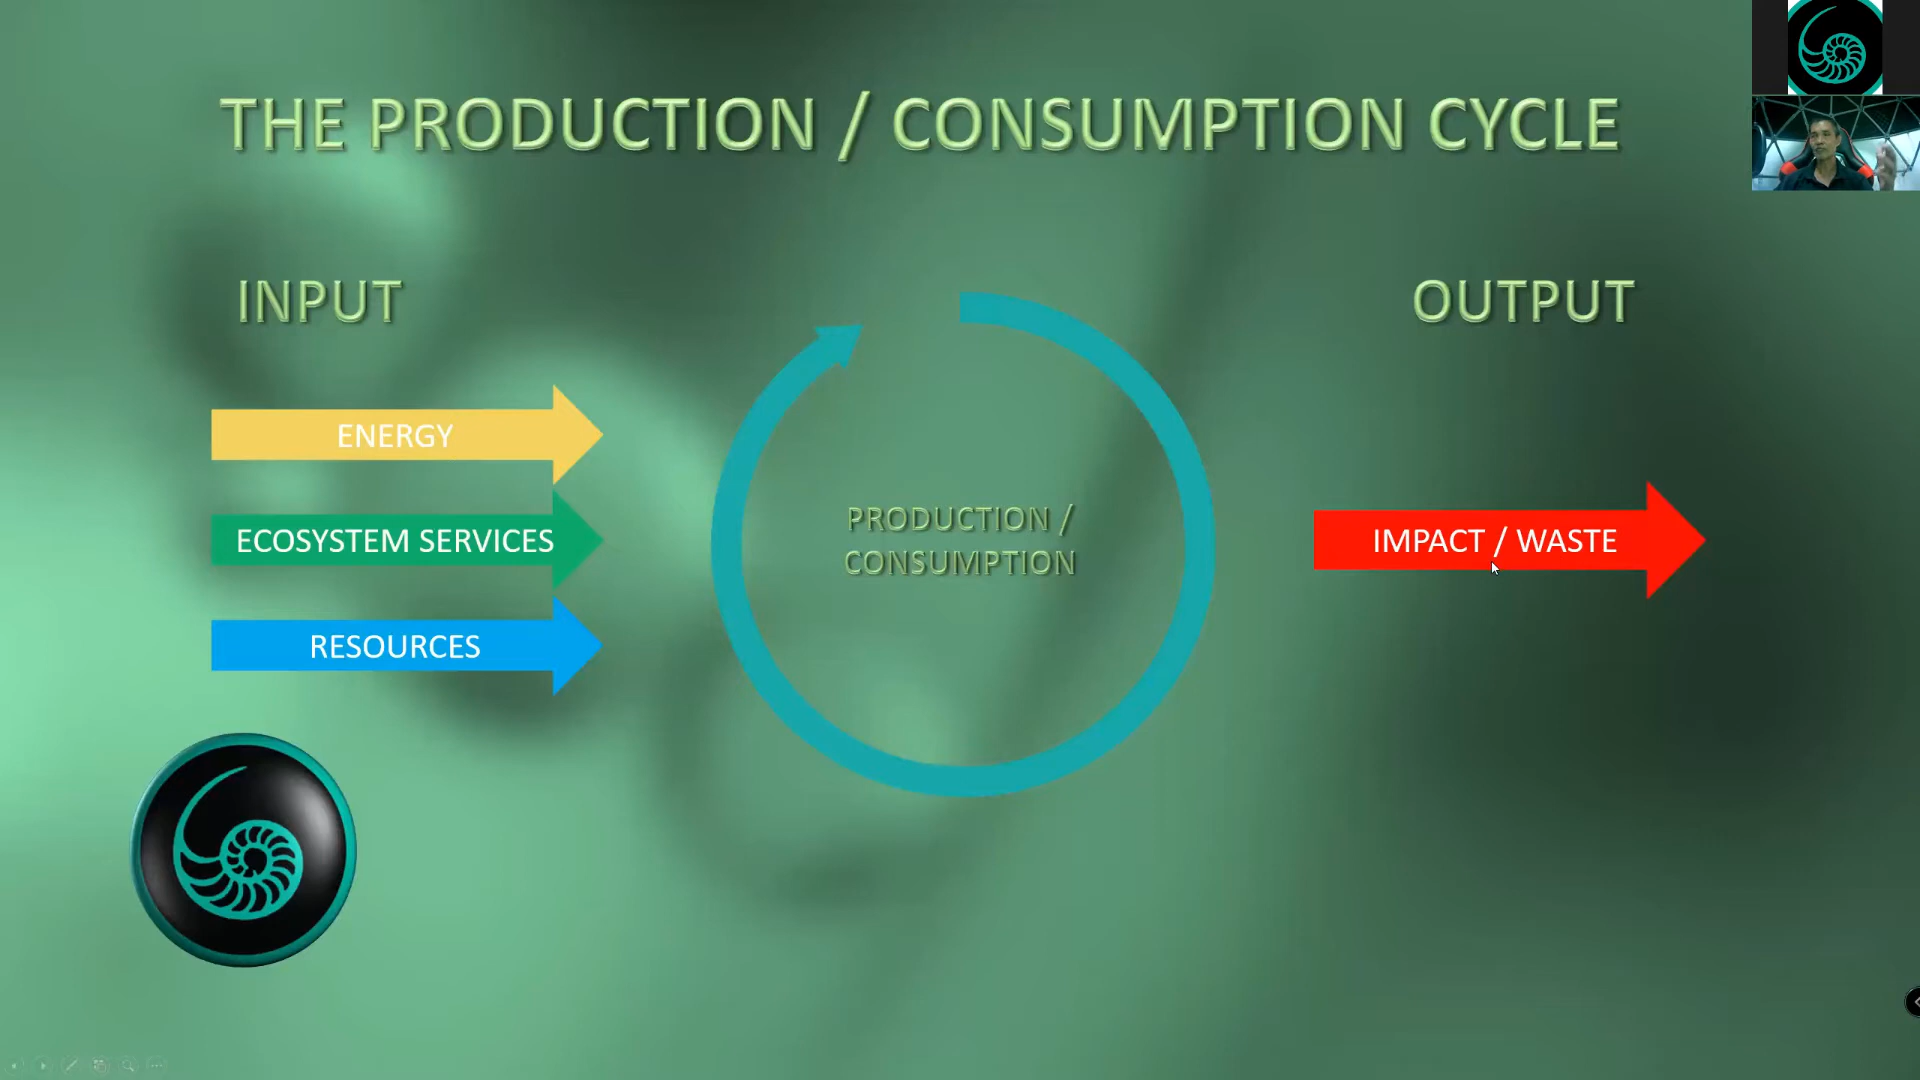 THE PRODUCTION / CONSUMPTION CYCLE
INPUT
OUTPUT
ENERGY
ECOSYSTEM SERVICES
RESOURCES
PRODUCTION /
CONSUMPTION
IMPACT / WASTE